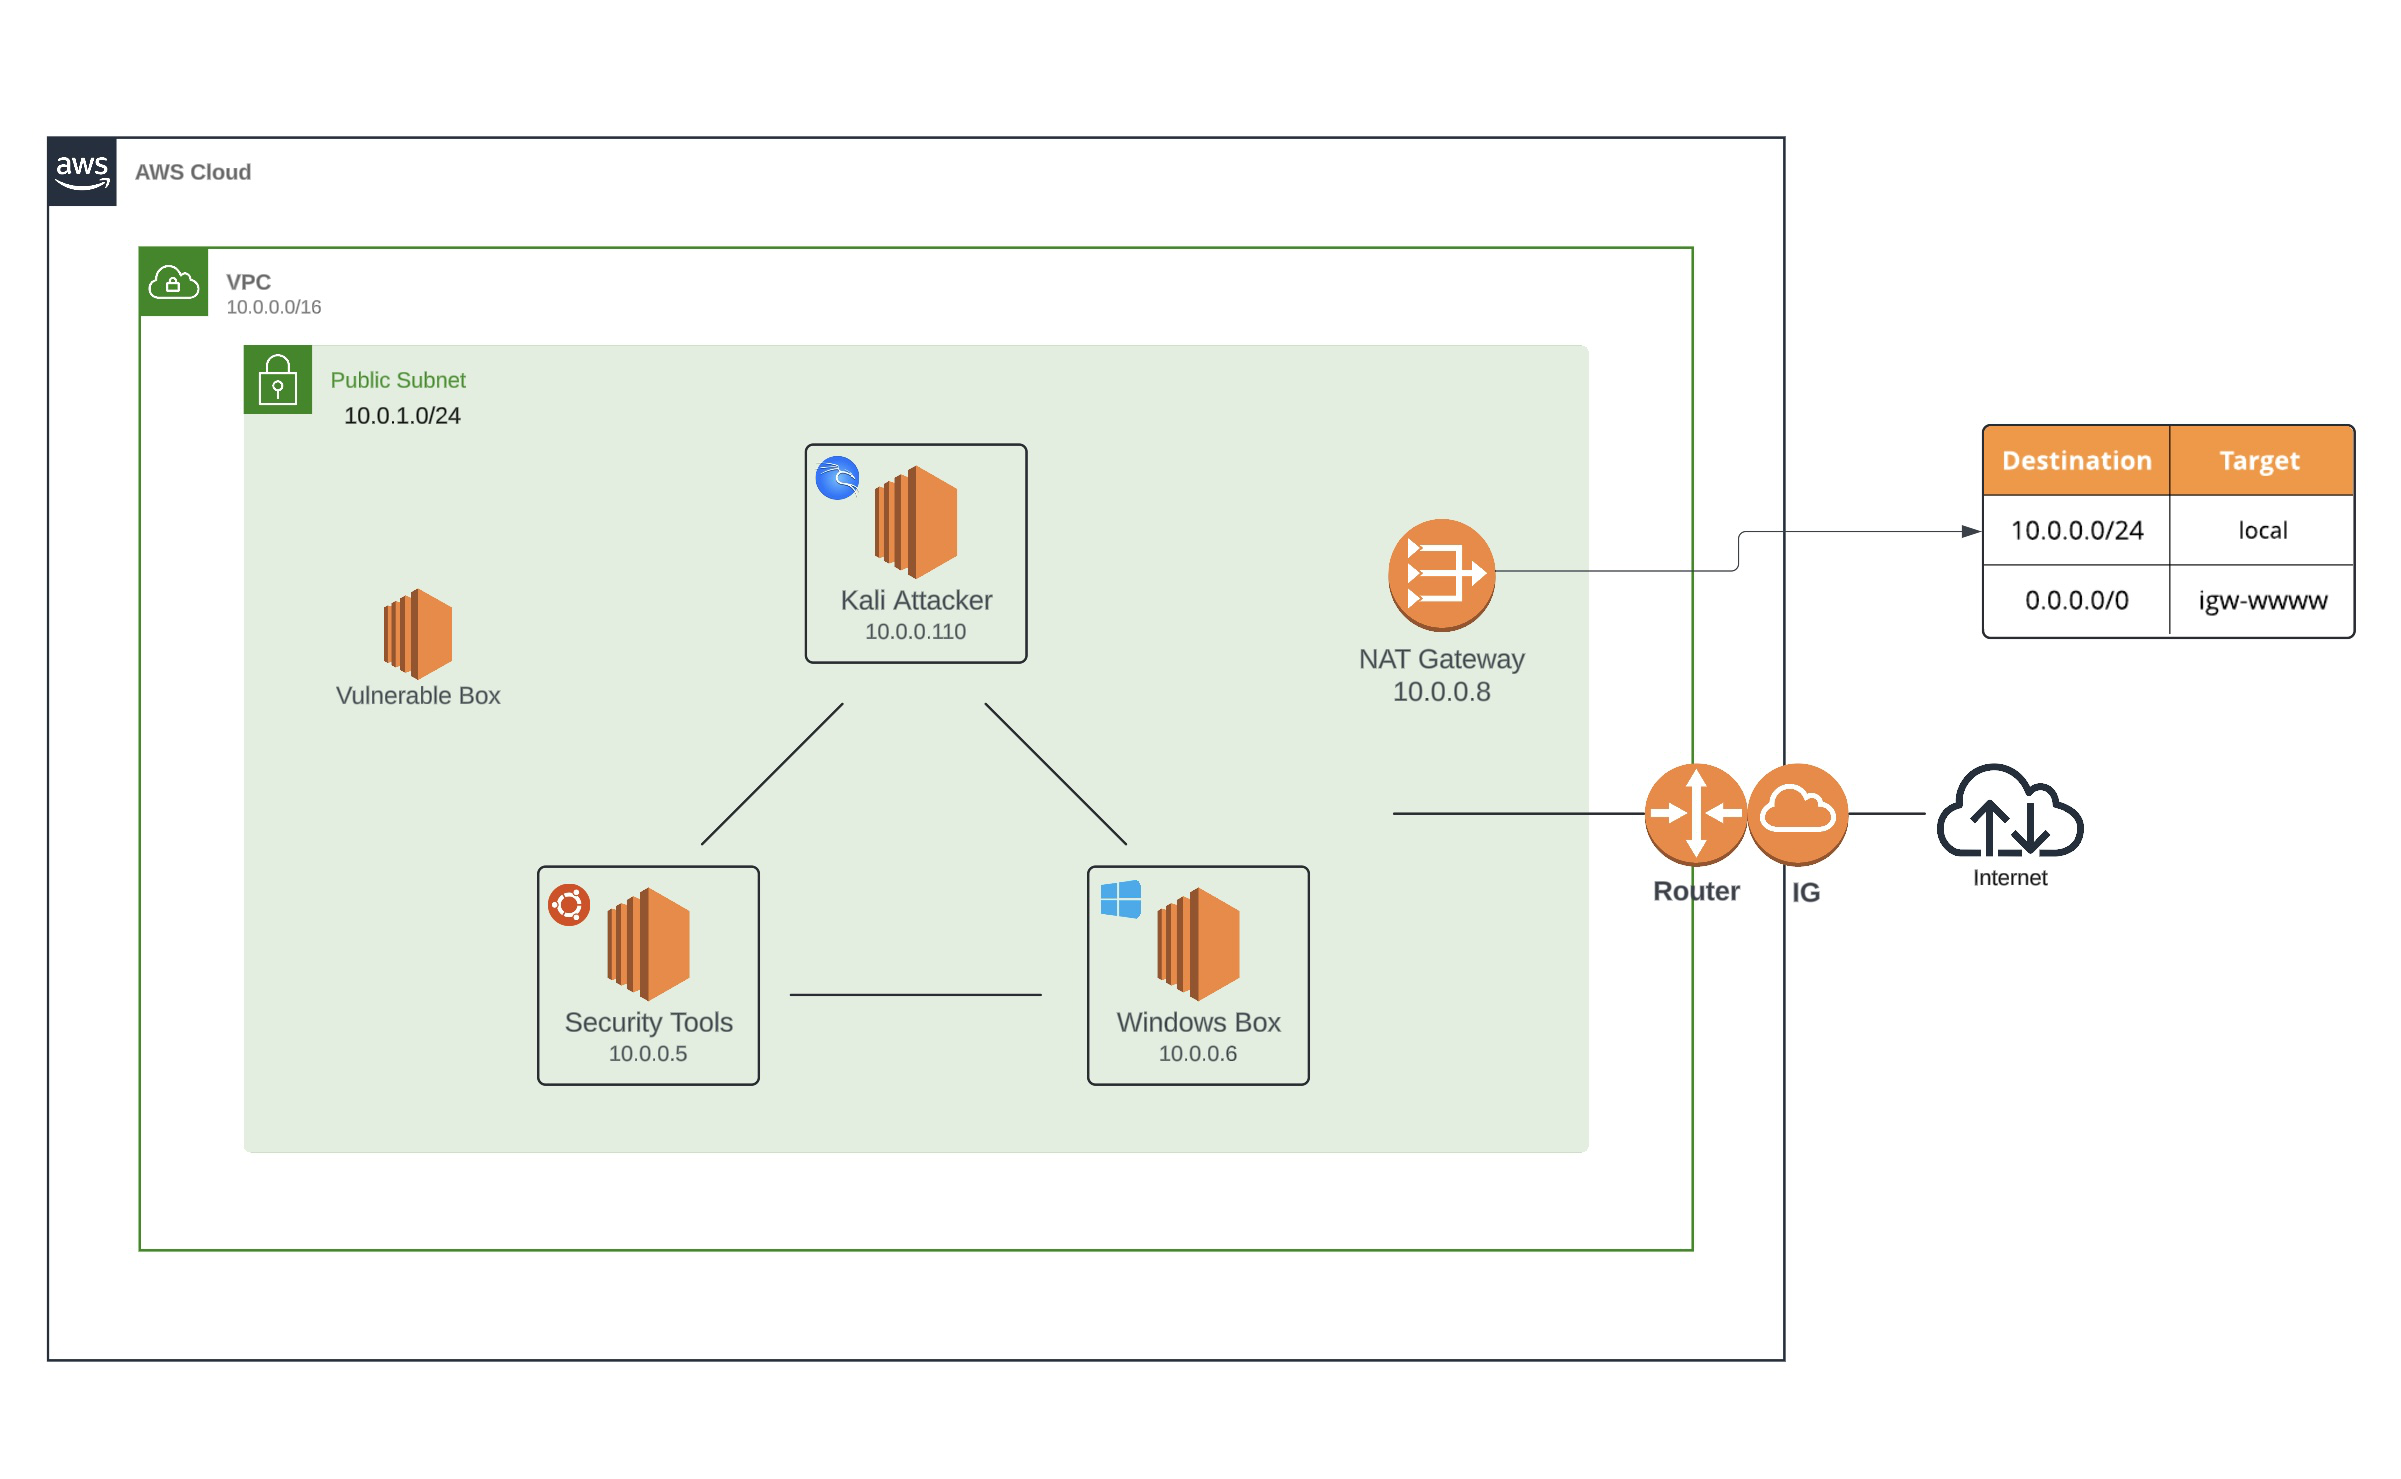 aws
AWS Cloud
VPC
10.0.0.0/16
Public Subnet
10.0.1.0/24
Kali Attacker
10.0.0.110
Vulnerable Box
NAT Gateway
10.0.0.8
Destination Target
10.0.0.0/24 local
0.0.0.0/0 igw-wwww
Router
IG
Internet
Security Tools
10.0.0.5
Windows Box
10.0.0.6